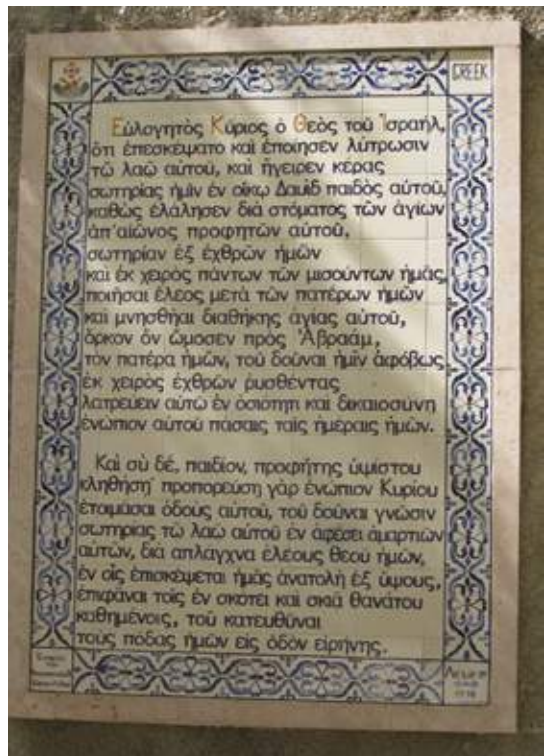 GREEK
Εὐλογητὸς Κύριος ὁ Θεὸς τοῦ Ἰσραήλ,
ὅτι ἐπεσκέψατο καὶ ἐποίησεν λύτρωσιν
τῷ λαῷ αὐτοῦ, καὶ ἤγειρεν κέρας
σωτηρίας ἡμῖν ἐν οἴκῳ Δαυὶδ παιδὸς αὐτοῦ,
καθὼς ἐλάλησεν διὰ στόματος τῶν ἁγίων
ἀπ' αἰῶνος προφητῶν αὐτοῦ,
σωτηρίαν ἐξ ἐχθρῶν ἡμῶν
καὶ ἐκ χειρὸς πάντων τῶν μισούντων ἡμᾶς,
ποιῆσαι ἔλεος μετὰ τῶν πατέρων ἡμῶν
καὶ μνησθῆναι διαθήκης ἁγίας αὐτοῦ,
ὅρκον ὃν ὤμοσεν πρὸς Ἀβραάμ,
τον πατέρα ἡμῶν, τοῦ δοῦναι ἡμῖν ἀφόβως
ἐκ χειρὸς ἐχθρῶν ῥυσθέντας
λατρεύειν αὐτῷ ἐν ὁσιότητι και δικαιοσύνῃ
ἐνώπιον αὐτοῦ πάσαις ταῖς ἡμέραις ἡμῶν.
Καὶ σὺ δέ, παιδίον, προφήτης ὑψίστου
κληθήσῃ· προπορεύσῃ γὰρ ἐνώπιον Κυρίου
ἑτοιμάσαι ὁδοὺς αὐτοῦ, τοῦ δοῦναι γνῶσιν
σωτηρίας τῷ λαῷ αὐτοῦ ἐν ἀφέσει ἁμαρτιῶν
αὐτῶν, διὰ σπλαγχνα ἐλέους θεοῦ ἡμῶν,
ἐν οἷς ἐπισκέψεται ἡμᾶς ἀνατολὴ ἐξ ὕψους,
ἐπιφᾶναι τοῖς ἐν σκότει καὶ σκιᾷ θανάτου
καθημένοις, τοῦ κατευθῦναι
τοὺς πόδας ἡμῶν εἰς ὁδὸν εἰρήνης.